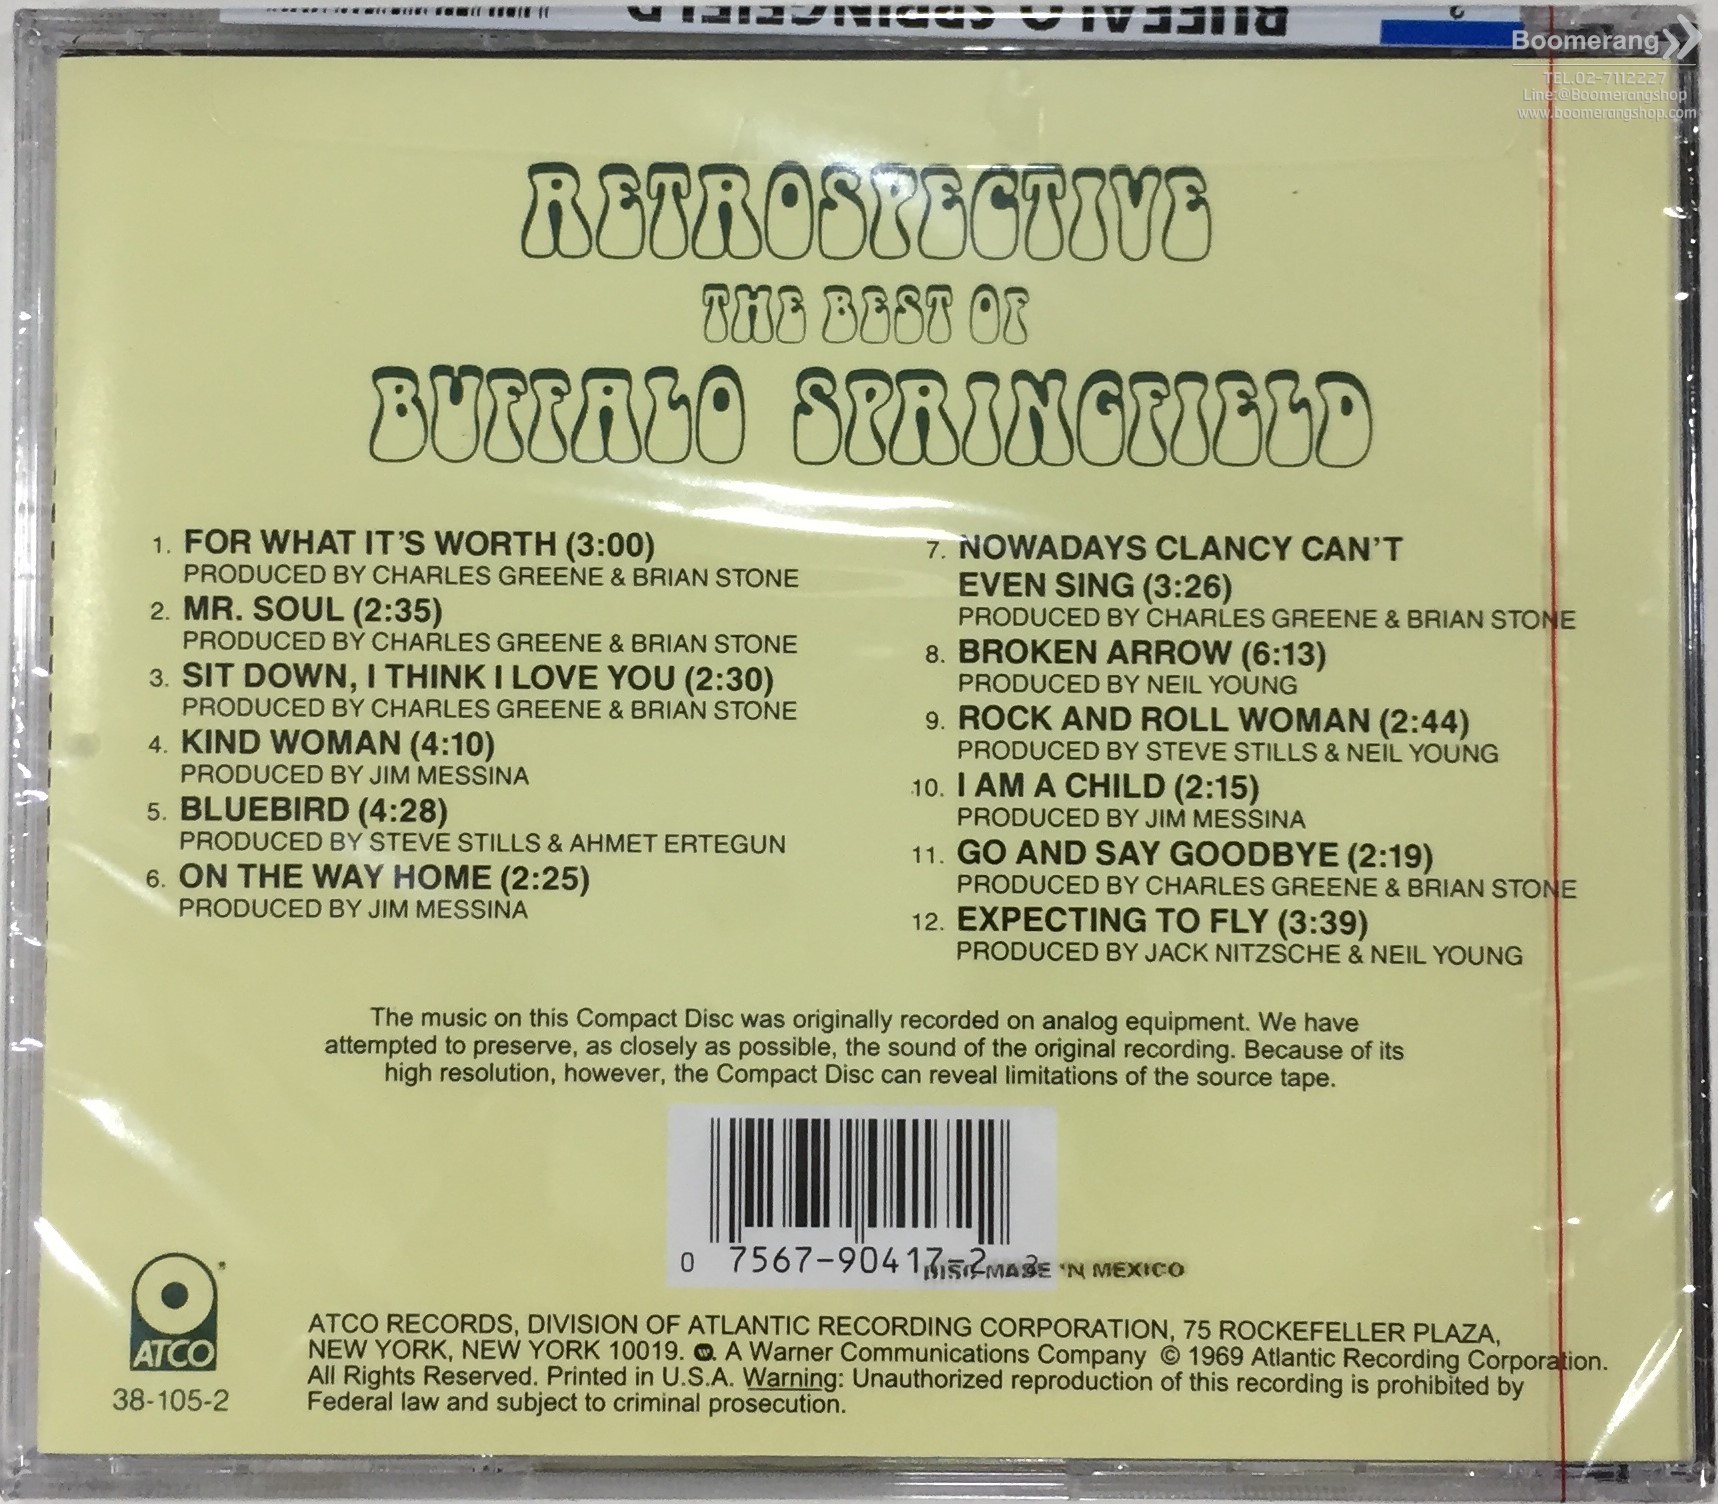 BUFFALO SPRINGFIELD
2
Boomerang
TEL.02-7112227
Line:@Boomerangshop
www.boomerangshop.com
RETROSPECTIVE
THE BEST OF
BUFFALO SPRINGFIELD
1. FOR WHAT IT'S WORTH (3:00)
PRODUCED BY CHARLES GREENE & BRIAN STONE
2. MR. SOUL (2:35)
PRODUCED BY CHARLES GREENE & BRIAN STONE
3. SIT DOWN, I THINK I LOVE YOU (2:30)
PRODUCED BY CHARLES GREENE & BRIAN STONE
4. KIND WOMAN (4:10)
PRODUCED BY JIM MESSINA
5. BLUEBIRD (4:28)
PRODUCED BY STEVE STILLS & AHMET ERTEGUN
6. ON THE WAY HOME (2:25)
PRODUCED BY JIM MESSINA
7. NOWADAYS CLANCY CAN'T
EVEN SING (3:26)
PRODUCED BY CHARLES GREENE & BRIAN STONE
8. BROKEN ARROW (6:13)
PRODUCED BY NEIL YOUNG
9. ROCK AND ROLL WOMAN (2:44)
PRODUCED BY STEVE STILLS & NEIL YOUNG
10. I AM A CHILD (2:15)
PRODUCED BY JIM MESSINA
11. GO AND SAY GOODBYE (2:19)
PRODUCED BY CHARLES GREENE & BRIAN STONE
12. EXPECTING TO FLY (3:39)
PRODUCED BY JACK NITZSCHE & NEIL YOUNG
The music on this Compact Disc was originally recorded on analog equipment. We have
attempted to preserve, as closely as possible, the sound of the original recording. Because of its
high resolution, however, the Compact Disc can reveal limitations of the source tape.
0 7567-90417-2 2
DISC MADE IN MEXICO
ATCO
38-105-2
ATCO RECORDS, DIVISION OF ATLANTIC RECORDING CORPORATION, 75 ROCKEFELLER PLAZA,
NEW YORK, NEW YORK 10019. A Warner Communications Company © 1969 Atlantic Recording Corporation.
All Rights Reserved. Printed in U.S.A. Warning: Unauthorized reproduction of this recording is prohibited by
Federal law and subject to criminal prosecution.